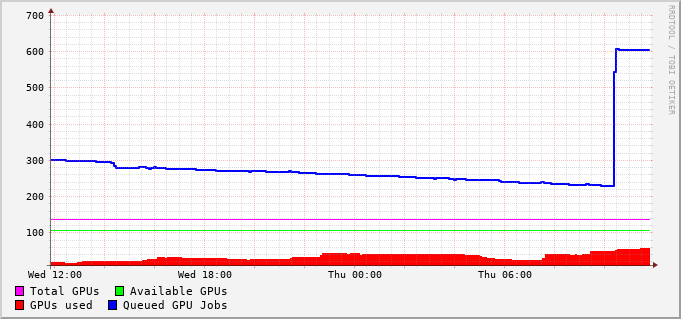 700
600
500
400
300
200
100
Wed 12:00 Wed 18:00 Thu 00:00 Thu 06:00
Total GPUs Available GPUs
GPUs used Queued GPU Jobs
RRDTOOL / TOBI OETIKER